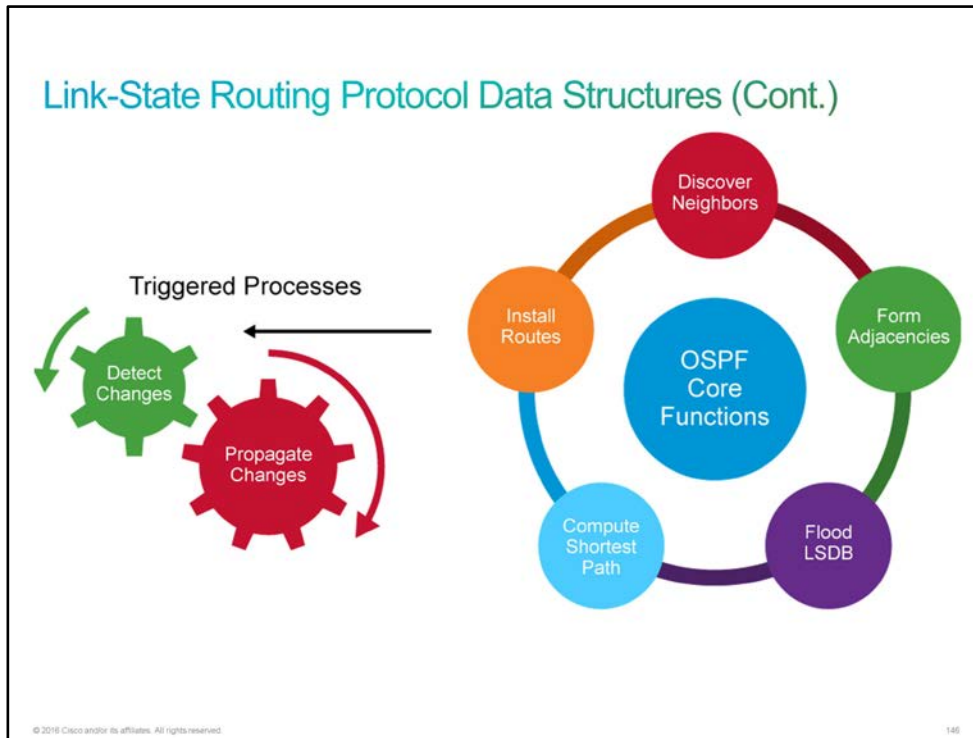 Link-State Routing Protocol Data Structures (Cont.)
Triggered Processes
Detect
Changes
Propagate
Changes
Discover
Neighbors
Form
Adjacencies
Flood
LSDB
Compute
Shortest
Path
Install
Routes
OSPF
Core
Functions
© 2016 Cisco and/or its affiliates. All rights reserved.
146